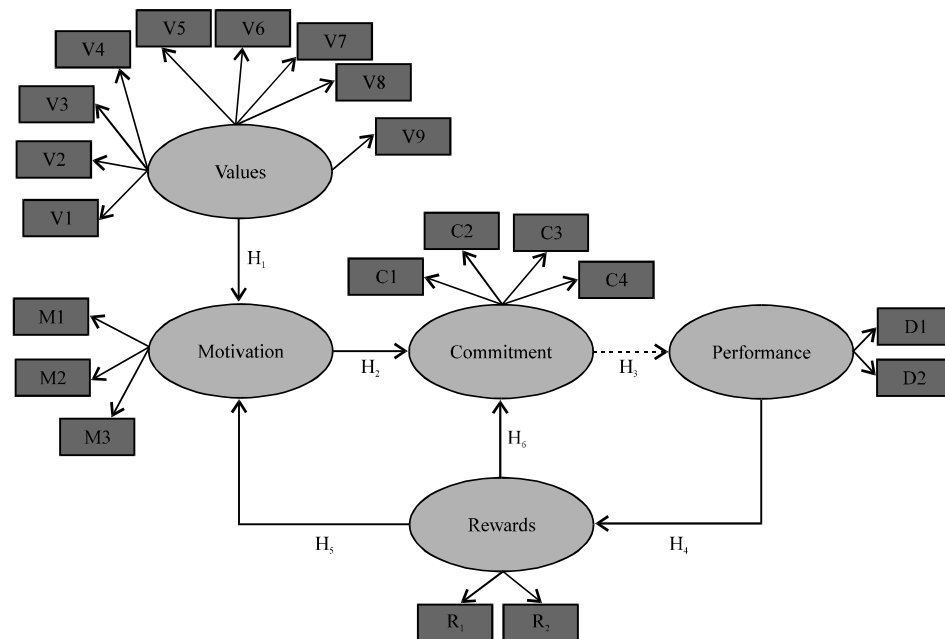 V5
V6
V7
V4
V8
V3
V9
V2
Values
V1
C2
C3
H₁
C1
C4
M1
D1
Motivation
Commitment
Performance
H₂
H₃
M2
D2
M3
H₆
Rewards
H₅
H₄
R₁
R₂